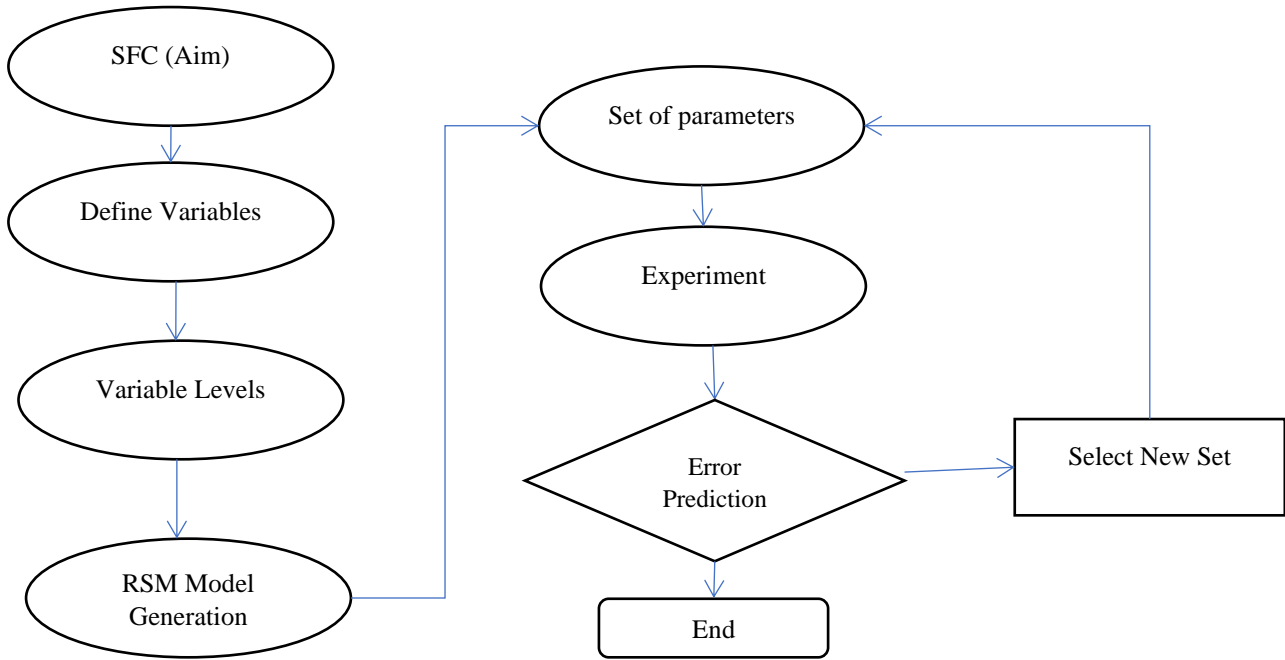 SFC (Aim)
Define Variables
Variable Levels
RSM Model
Generation
Set of parameters
Experiment
Error
Prediction
Select New Set
End